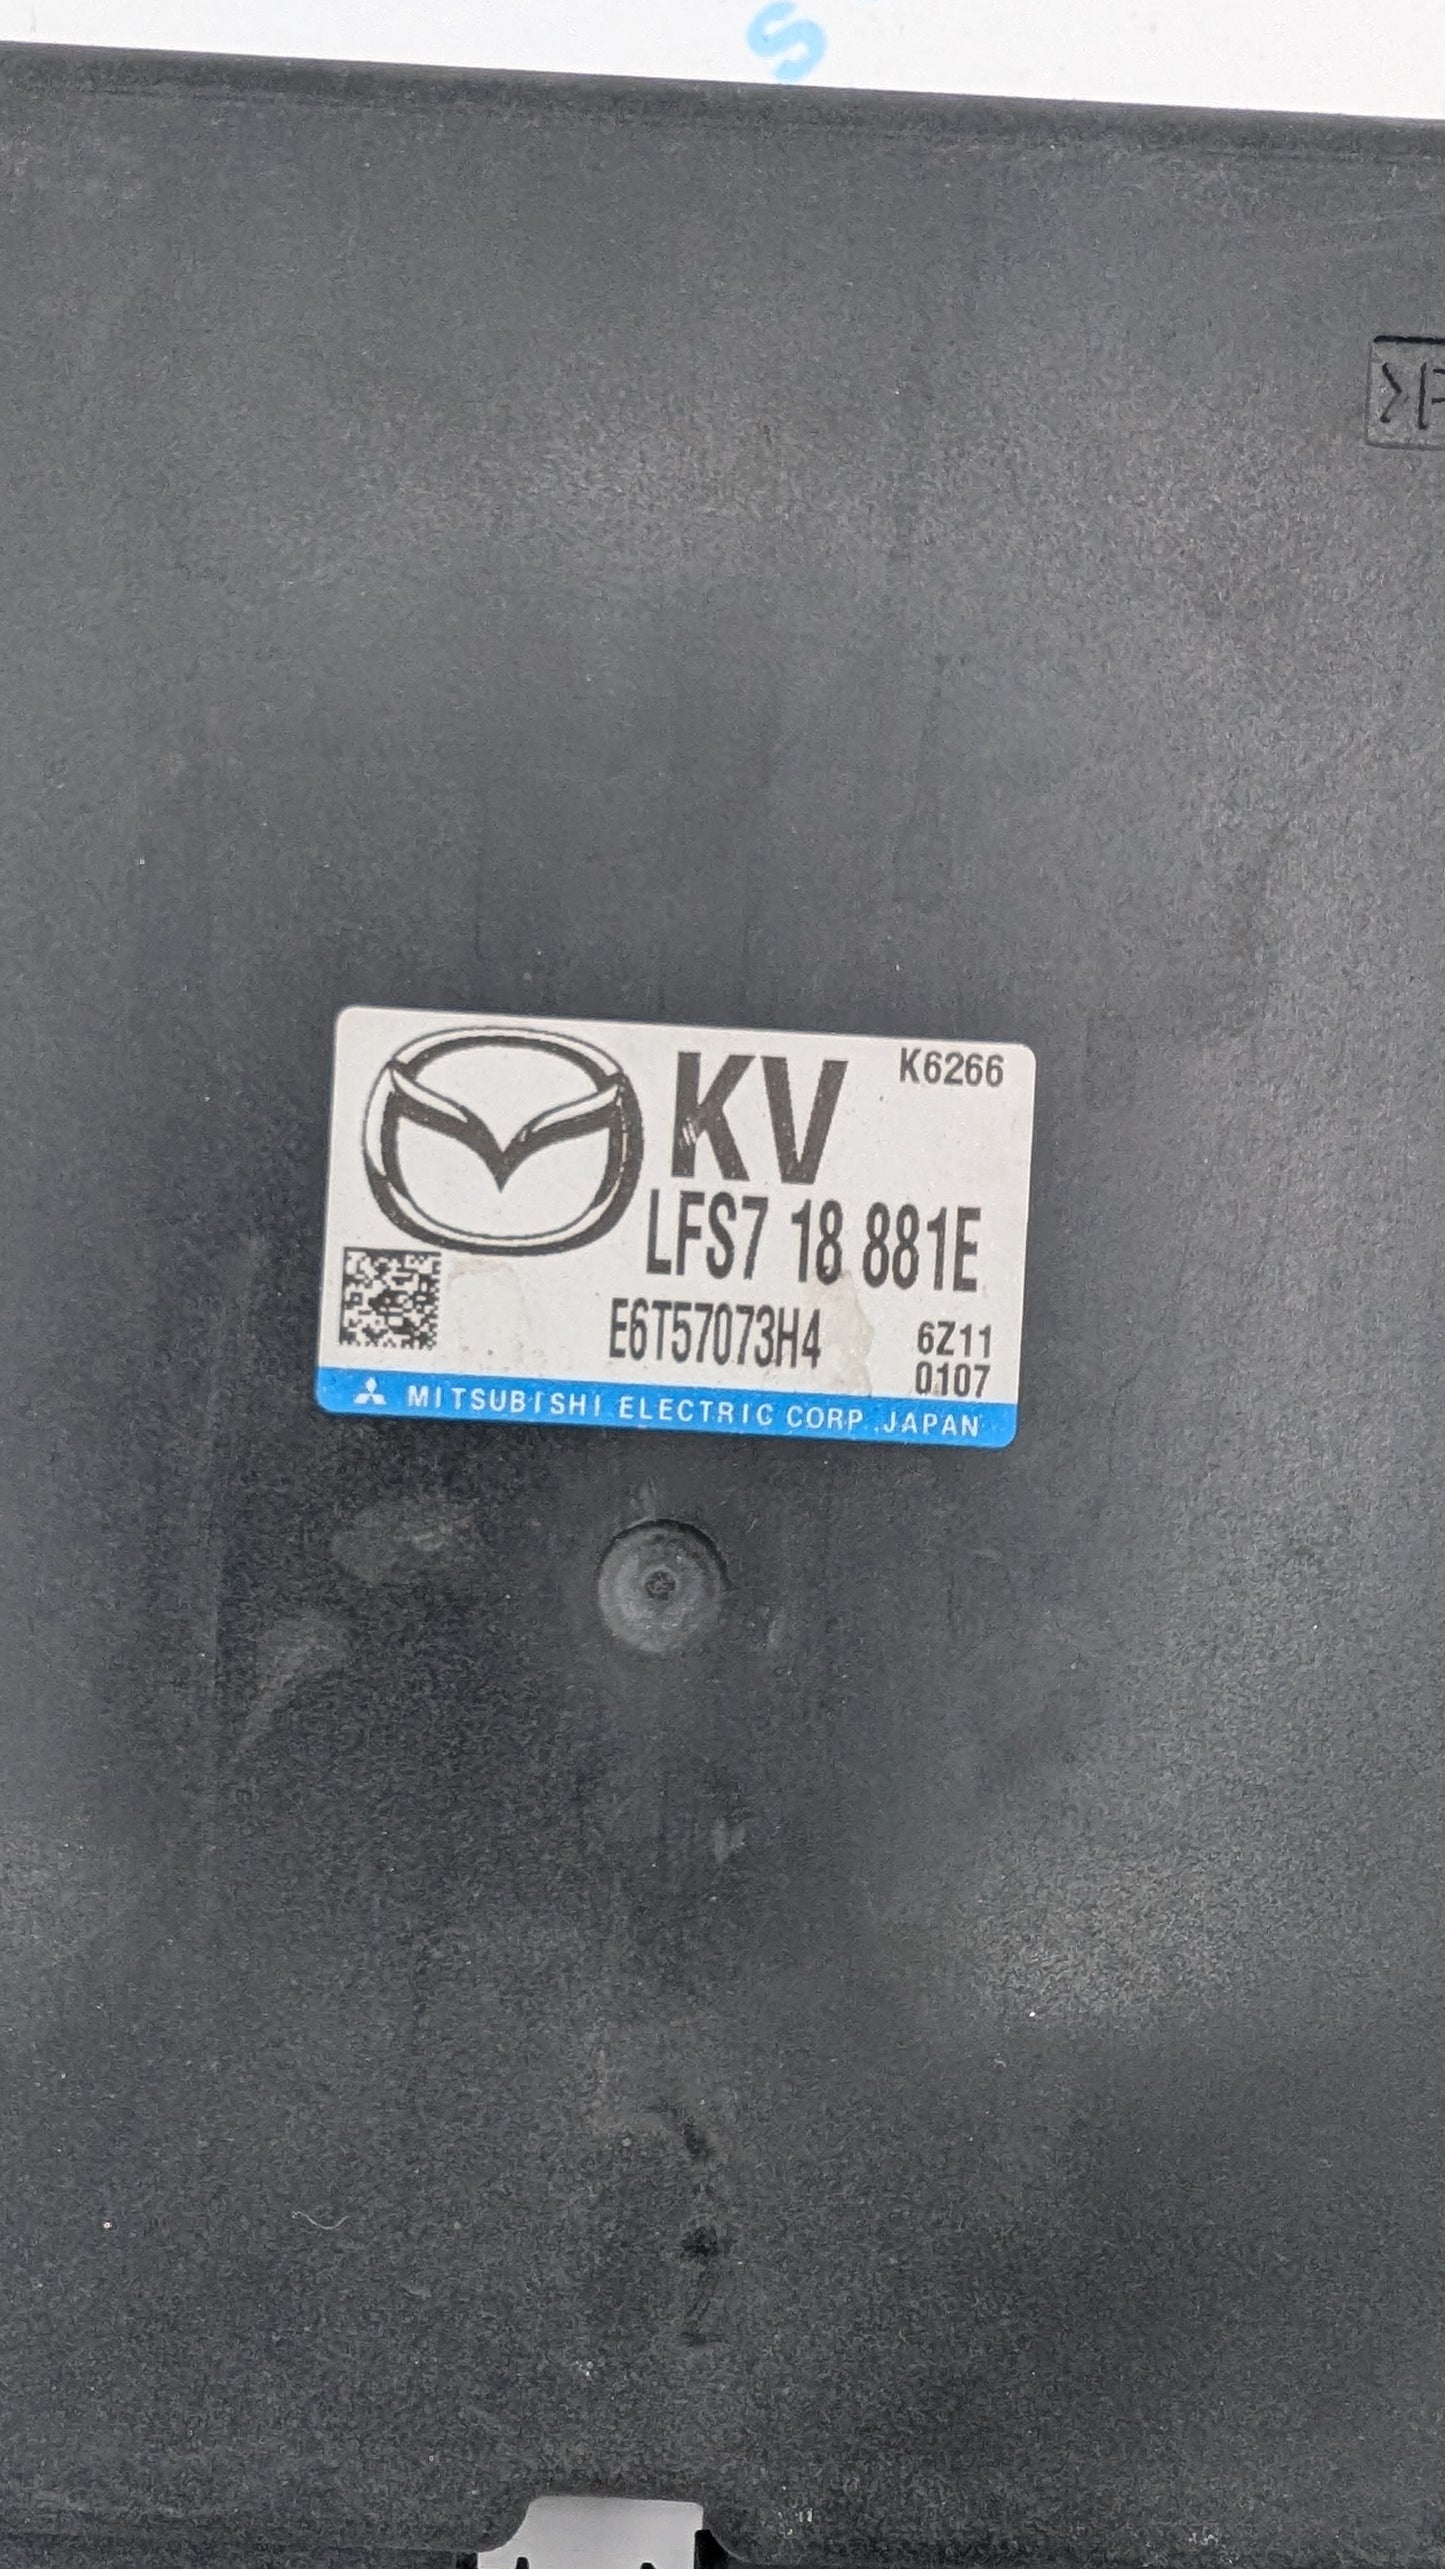 S
>P
KV
K6266
LFS7 18 881E
E6T57073H4
6Z11
0107
MITSUBISHI ELECTRIC CORP. JAPAN